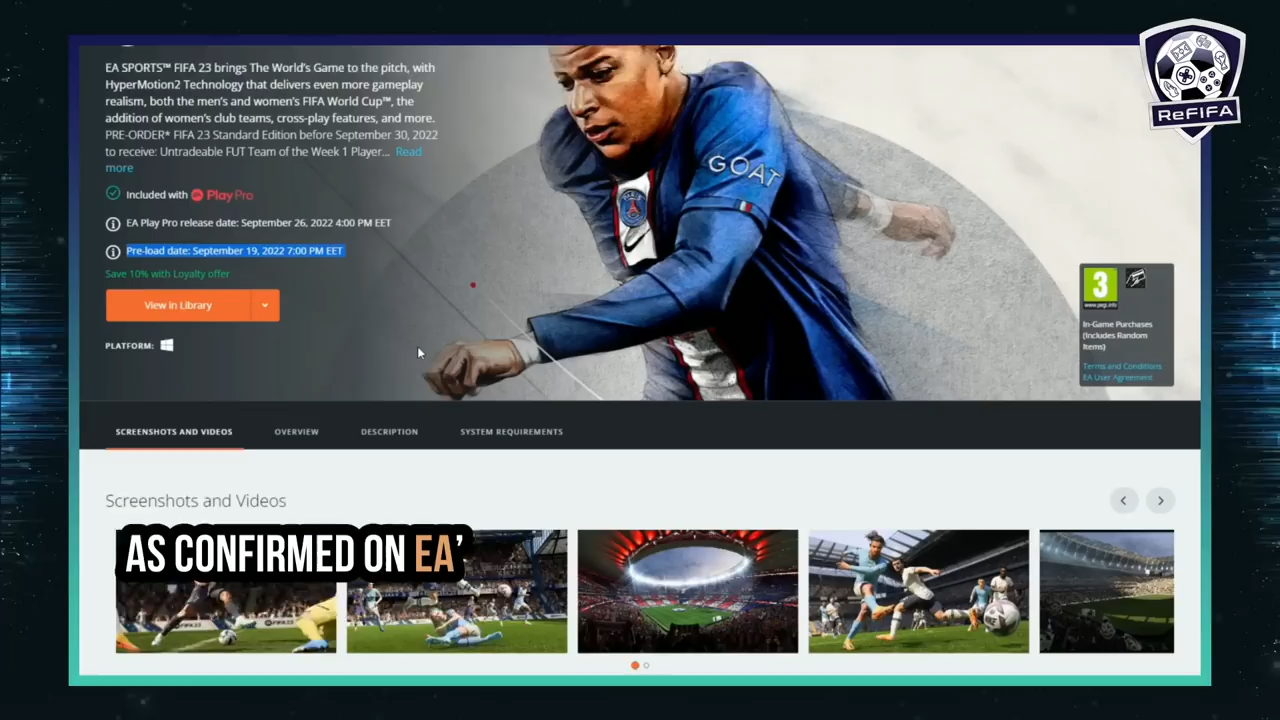 EA SPORTS™ FIFA 23 brings The World's Game to the pitch, with
HyperMotion2 Technology that delivers even more gameplay
realism, both the men's and women's FIFA World Cup™, the
addition of women's club teams, cross-play features, and more.
PRE-ORDER* FIFA 23 Standard Edition before September 30, 2022
to receive: Untradeable FUT Team of the Week 1 Player... Read
more
Included with EA Play Pro
EA Play Pro release date: September 26, 2022 4:00 PM EET
Pre-load date: September 19, 2022 7:00 PM EET
Save 10% with Loyalty offer
View in Library
PLATFORM:
GOAT
ReFIFA
3
www.pegi.info
In-Game Purchases
(Includes Random
Items)
Terms and Conditions
EA User Agreement
SCREENSHOTS AND VIDEOS OVERVIEW DESCRIPTION SYSTEM REQUIREMENTS
Screenshots and Videos
AS CONFIRMED ON EA'